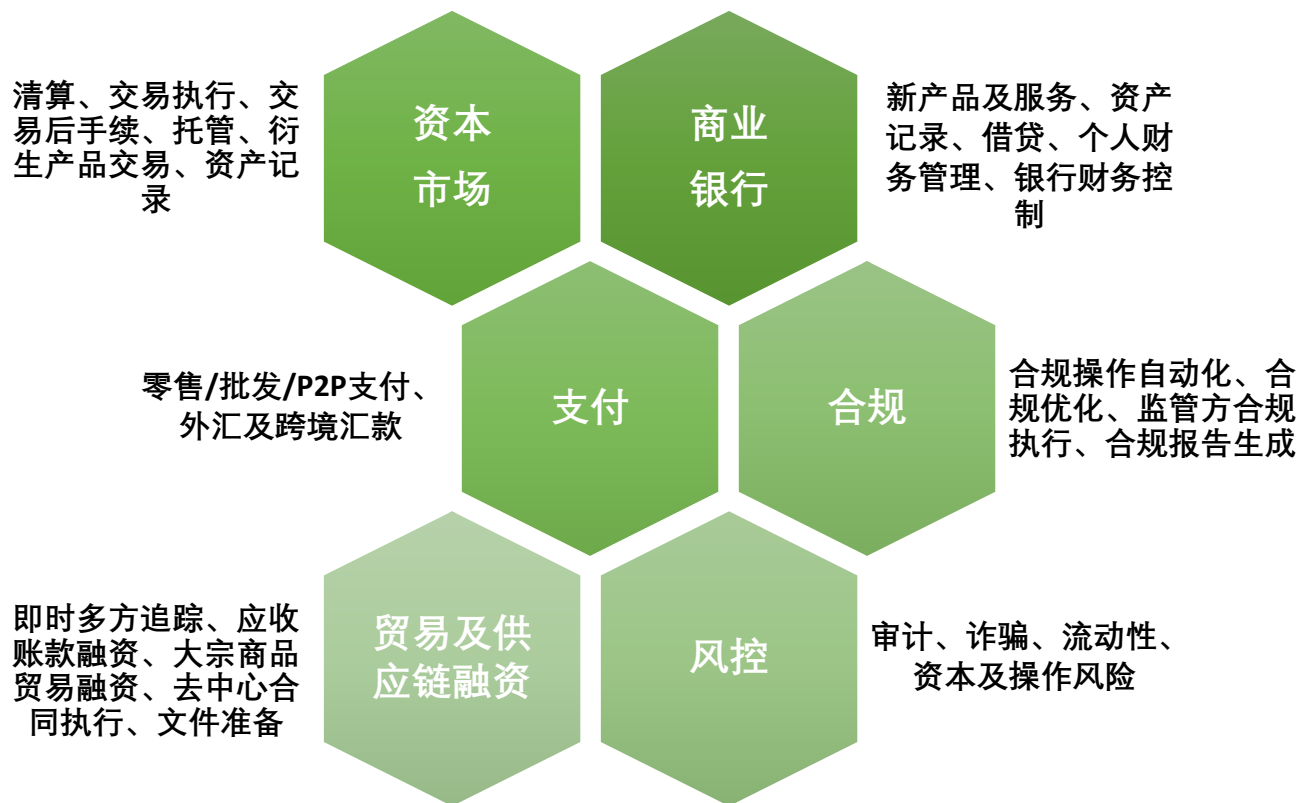 清算、交易执行、交
易后手续、托管、衍
生产品交易、资产记
录
资本
市场
商业
银行
新产品及服务、资产
记录、借贷、个人财
务管理、银行财务控
制
零售/批发/P2P支付、
外汇及跨境汇款
支付
合规
合规操作自动化、合
规优化、监管方合规
执行、合规报告生成
即时多方追踪、应收
账款融资、大宗商品
贸易融资、去中心合
同执行、文件准备
贸易及供
应链融资
风控
审计、诈骗、流动性、
资本及操作风险